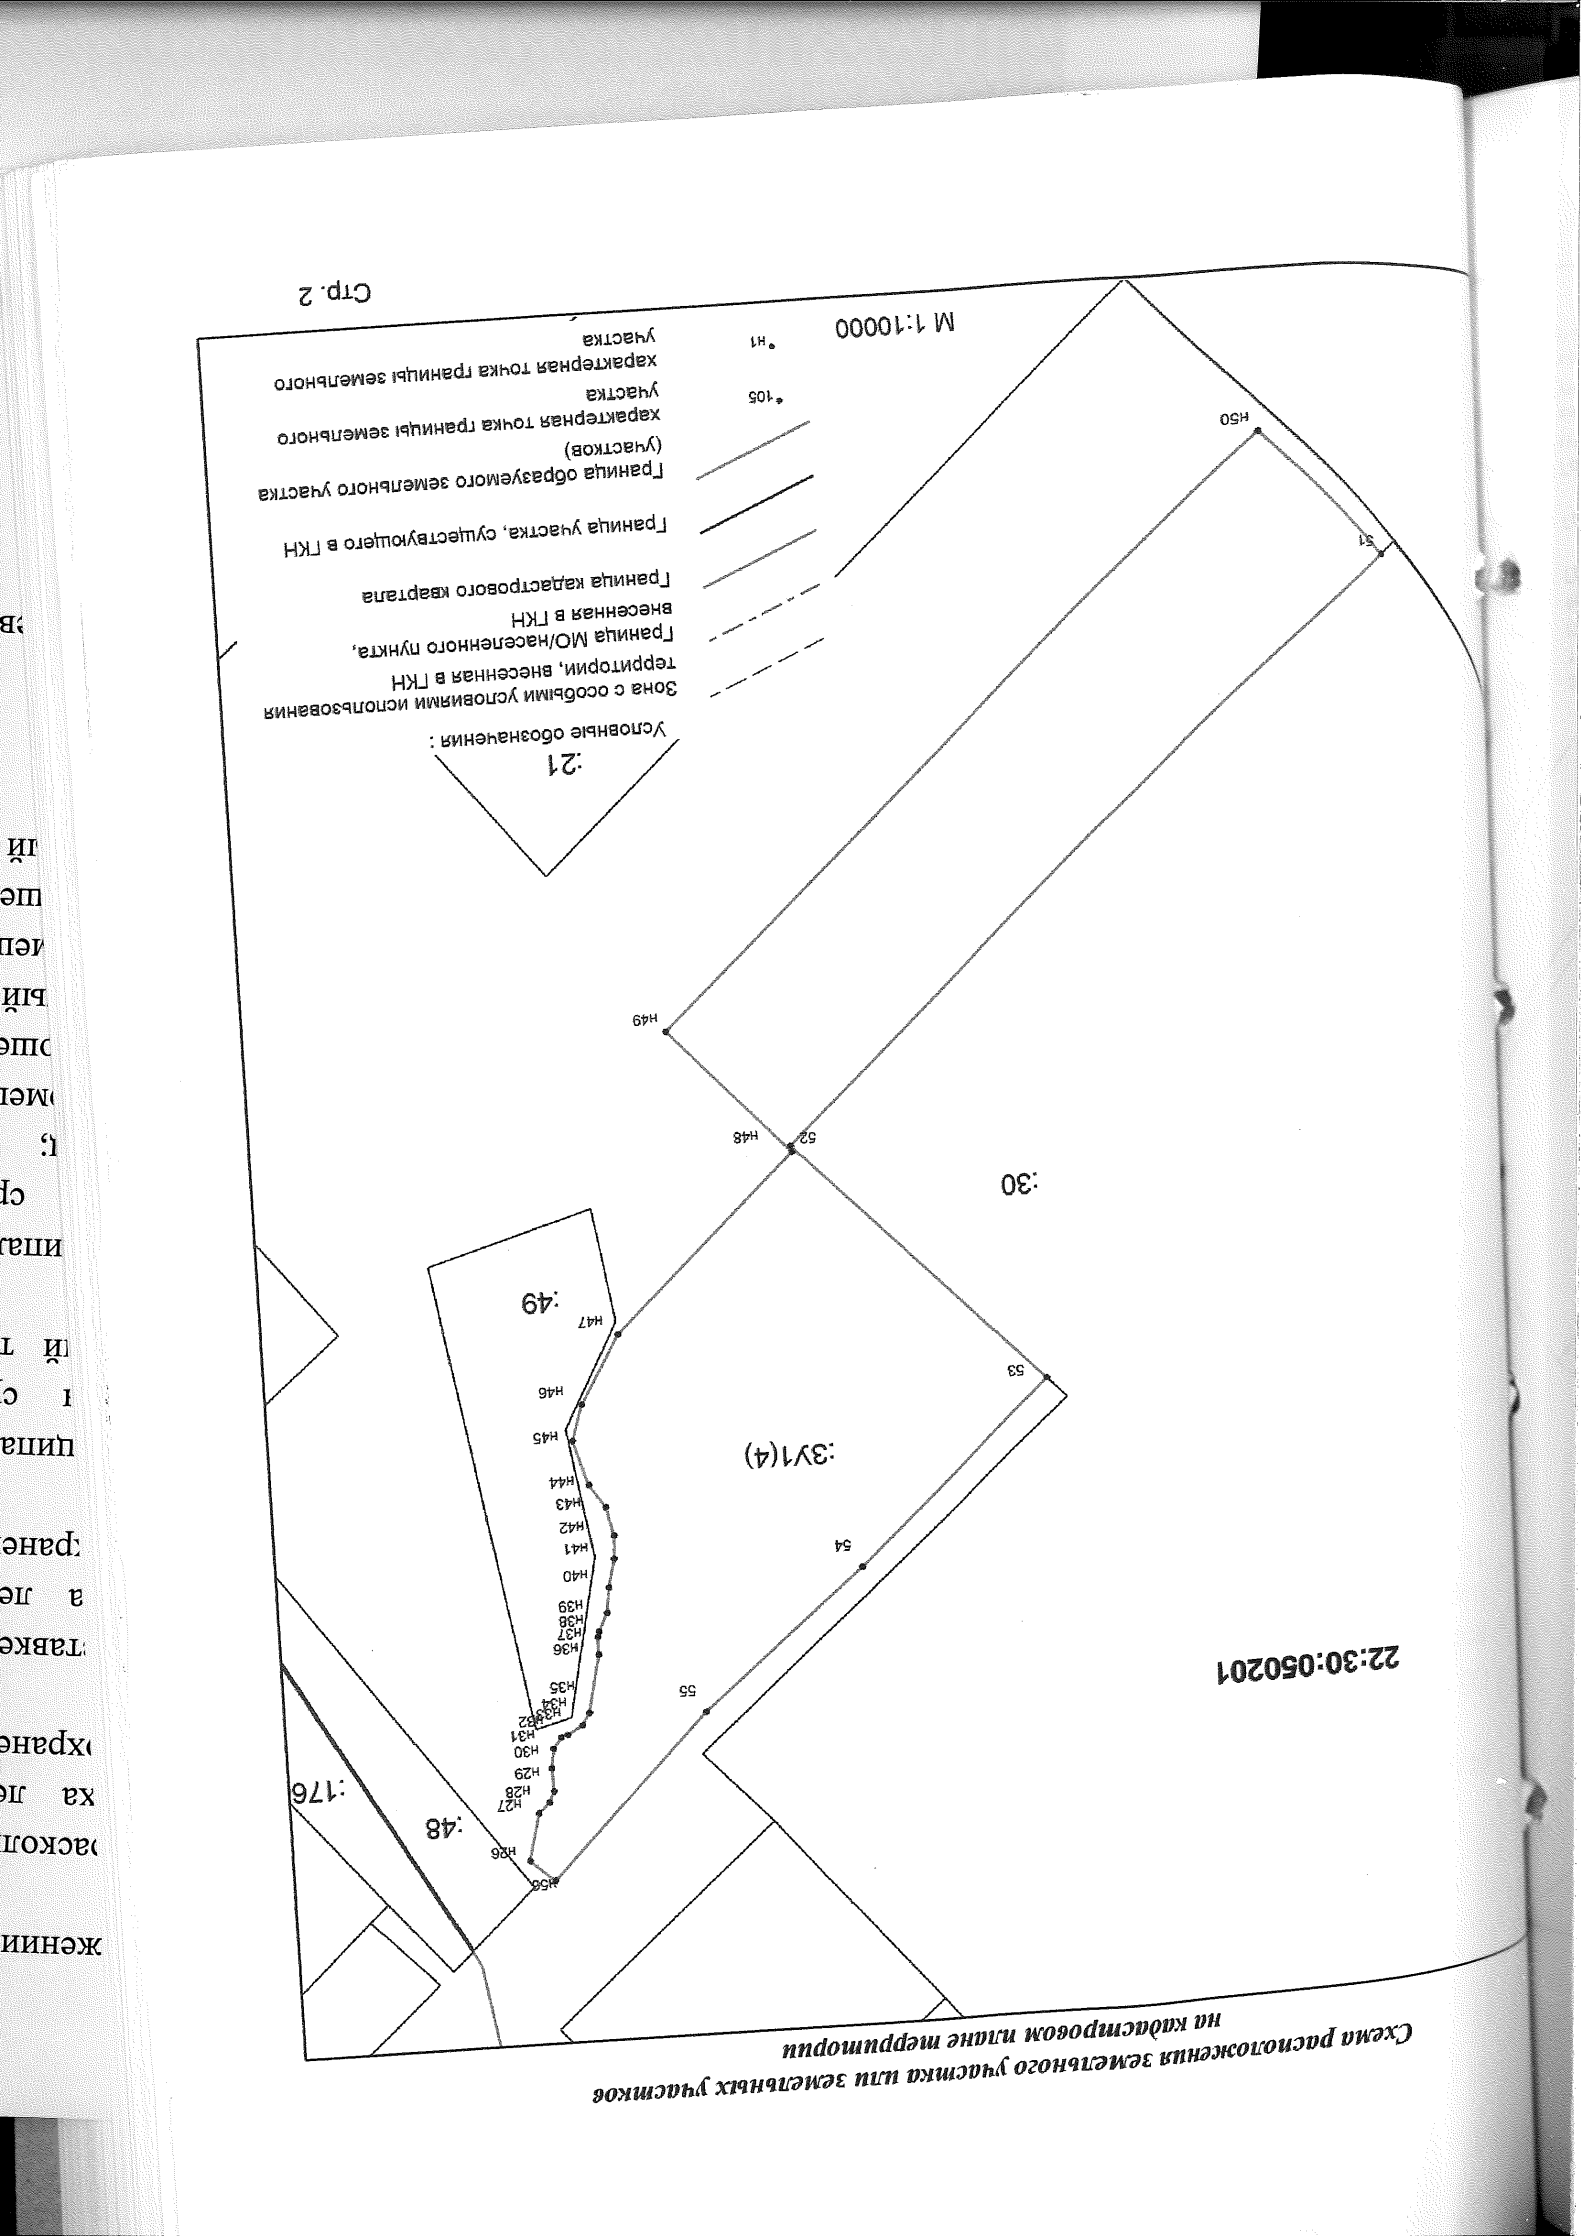 Схема расположения земельного участка или земельных участков
на кадастровом плане территории
:176
:48
н56
н26
н27
н28
н29
н30
н31
н32
н33
н34
н35
55
22:30:050201
н36
н37
н38
н39
н40
н41
н42
н43
н44
54
:ЗУ1(4)
н45
н46
53
н47
:49
:30
н48
52
н49
:21
Условные обозначения :
Зона с особыми условиями использования
территории, внесенная в ГКН
Граница МО/населенного пункта,
внесенная в ГКН
Граница кадастрового квартала
Граница участка, существующего в ГКН
51
Граница образуемого земельного участка
(участков)
н50
105
характерная точка границы земельного
участка
н1
характерная точка границы земельного
участка
М 1:10000
Стр. 2